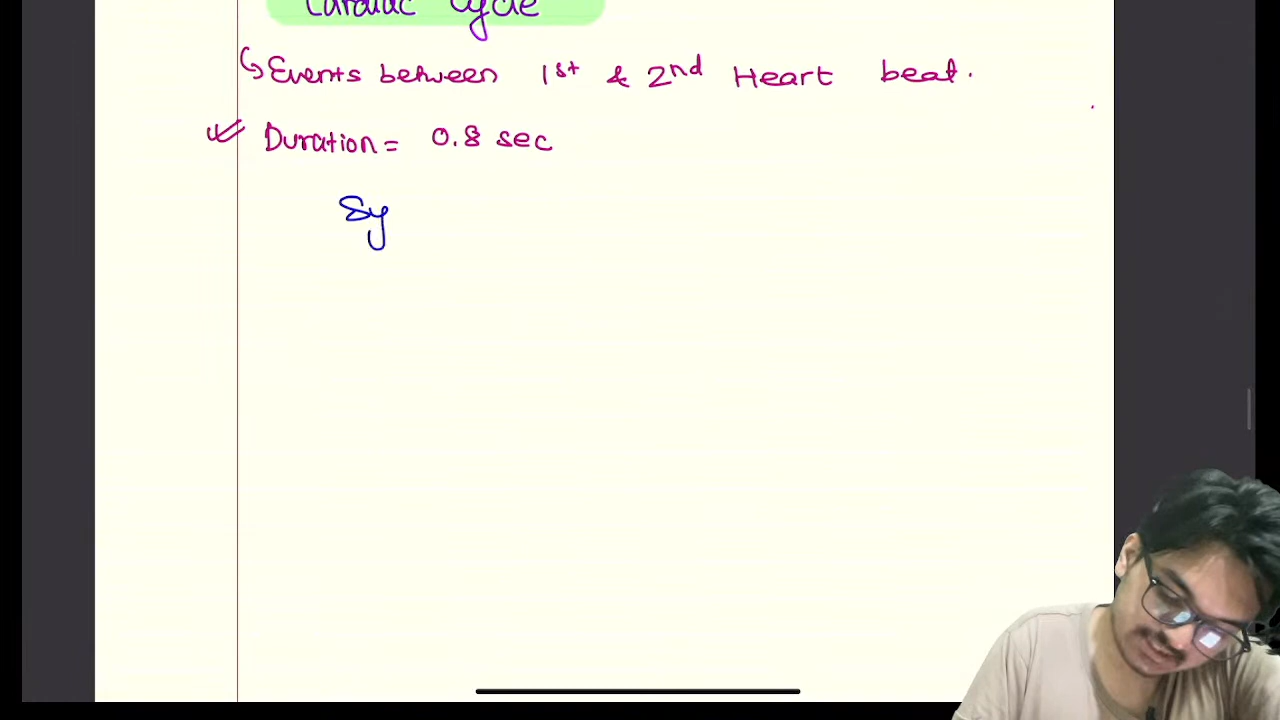 Cardiac Cycle
Events between 1st & 2nd Heart beat.
Duration = 0.8 sec
Sy